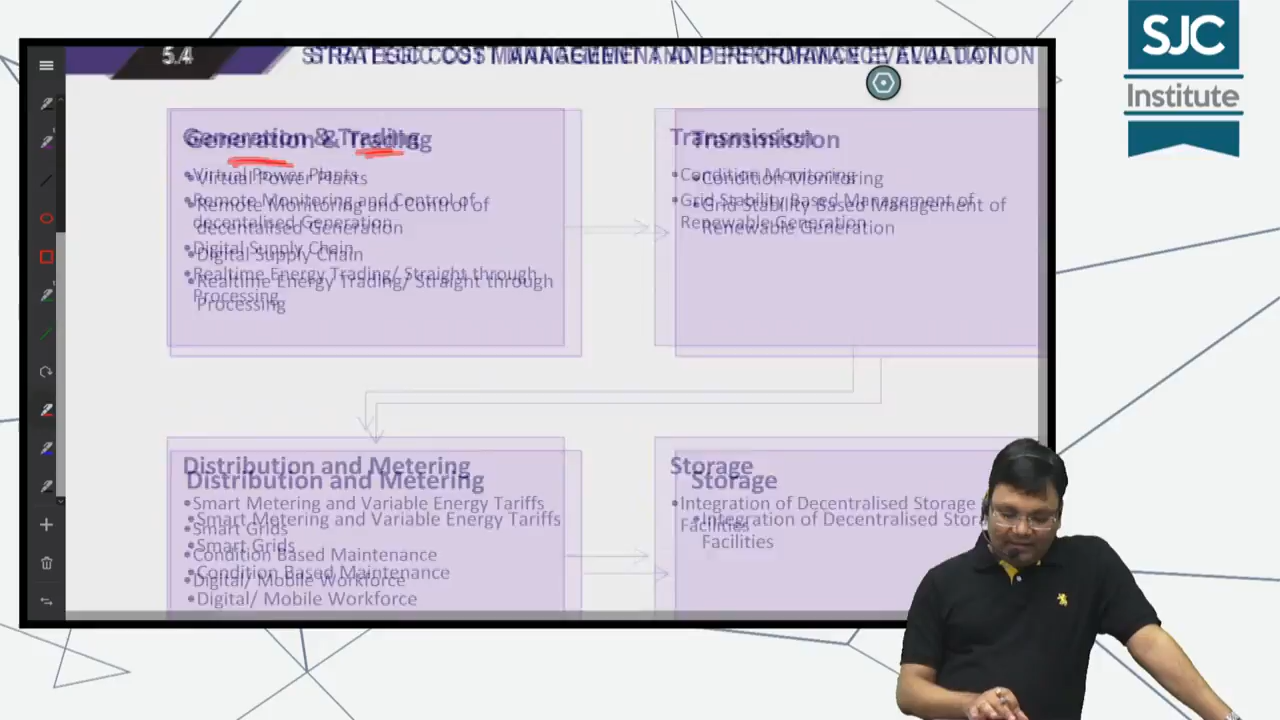 SJC
Institute
5.4
STRATEGIC COST MANAGEMENT AND PERFORMANCE EVALUATION
Generation & Trading
•Virtual Power Plants
•Remote Monitoring and Control of
decentalised Generation
•Digital Supply Chain
•Realtime Energy Trading/ Straight through
Processing
Transmission
•Condition Monitoring
•Grid Stability Based Management of
Renewable Generation
Distribution and Metering
•Smart Metering and Variable Energy Tariffs
•Smart Grids
•Condition Based Maintenance
•Digital/ Mobile Workforce
Storage
•Integration of Decentralised Storage
Facilities